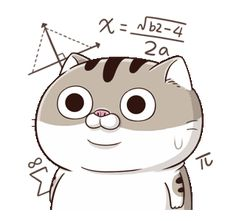 x = √b2-4 / 2a
π
∞
Σ